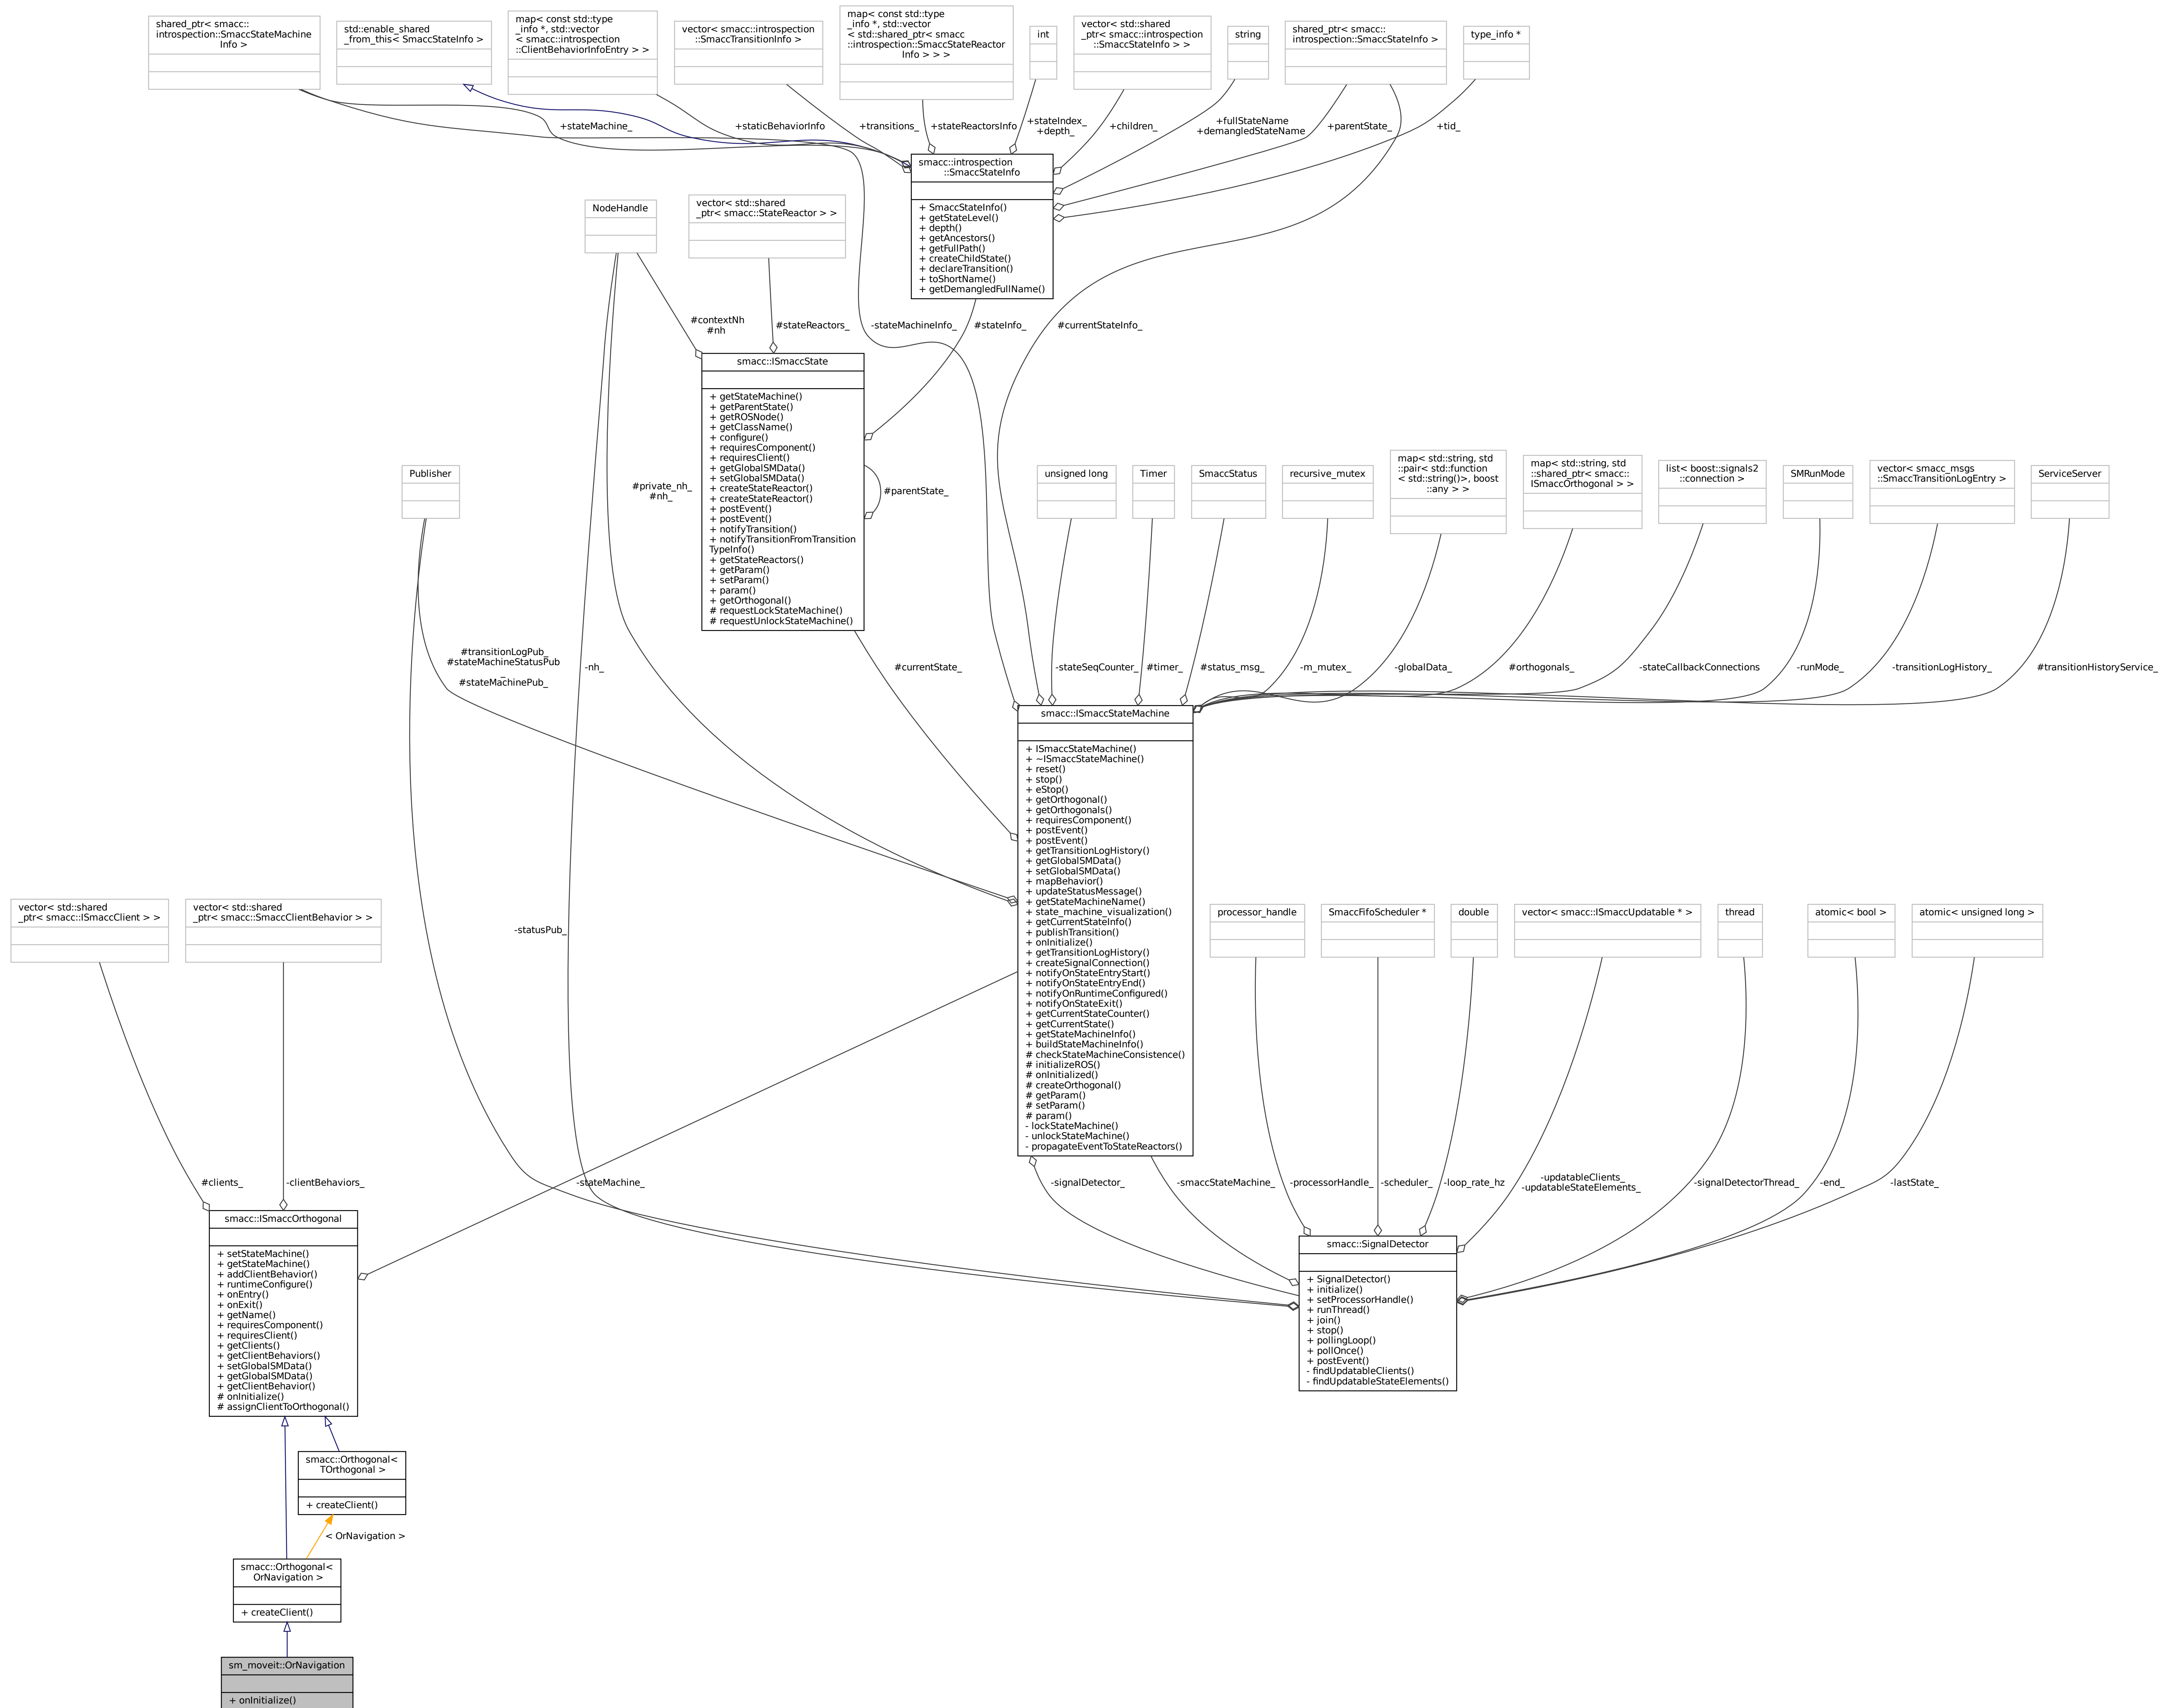 shared_ptr< smacc::
introspection::SmaccStateMachine
Info >
std::enable_shared
_from_this< SmaccStateInfo >
map< const std::type
_info *, std::vector
< smacc::introspection
::ClientBehaviorInfoEntry > >
vector< smacc::introspection
::SmaccTransitionInfo >
map< const std::type
_info *, std::vector
< std::shared_ptr< smacc
::introspection::SmaccStateReactor
Info > > >
int
vector< std::shared
_ptr< smacc::introspection
::SmaccStateInfo > >
string
shared_ptr< smacc::
introspection::SmaccStateInfo >
type_info *
+stateMachine_
+staticBehaviorInfo
+transitions_
+stateReactorsInfo
+stateIndex_
+depth_
+children_
+fullStateName
+demangledStateName
+parentState_
+tid_
smacc::introspection
::SmaccStateInfo
+ SmaccStateInfo()
+ getStateLevel()
+ depth()
+ getAncestors()
+ getFullPath()
+ createChildState()
+ declareTransition()
+ toShortName()
+ getDemangledFullName()
NodeHandle
vector< std::shared
_ptr< smacc::StateReactor > >
#contextNh
#nh
#stateReactors_
-stateMachineInfo_
#stateInfo_
#currentStateInfo_
smacc::ISmaccState
+ getStateMachine()
+ getParentState()
+ getROSNode()
+ getClassName()
+ configure()
+ requiresComponent()
+ requiresClient()
+ getGlobalSMData()
+ setGlobalSMData()
+ createStateReactor()
+ createStateReactor()
+ postEvent()
+ postEvent()
+ notifyTransition()
+ notifyTransitionFromTransition
TypeInfo()
+ getStateReactors()
+ getParam()
+ setParam()
+ param()
+ getOrthogonal()
# requestLockStateMachine()
# requestUnlockStateMachine()
#parentState_
Publisher
#private_nh_
#nh_
unsigned long
Timer
SmaccStatus
recursive_mutex
map< std::string, std
::pair< std::function
< std::string()>, boost
::any > >
map< std::string, std
::shared_ptr< smacc::
ISmaccOrthogonal > >
list< boost::signals2
::connection >
SMRunMode
vector< smacc_msgs
::SmaccTransitionLogEntry >
ServiceServer
#transitionLogPub_
#stateMachineStatusPub
_
#stateMachinePub_
-nh_
#currentState_
-stateSeqCounter_
#timer_
#status_msg_
-m_mutex_
-globalData_
#orthogonals_
-stateCallbackConnections
-runMode_
-transitionLogHistory_
#transitionHistoryService_
smacc::ISmaccStateMachine
+ ISmaccStateMachine()
+ ~ISmaccStateMachine()
+ reset()
+ stop()
+ eStop()
+ getOrthogonal()
+ getOrthogonals()
+ requiresComponent()
+ postEvent()
+ postEvent()
+ getTransitionLogHistory()
+ getGlobalSMData()
+ setGlobalSMData()
+ mapBehavior()
+ updateStatusMessage()
+ getStateMachineName()
+ state_machine_visualization()
+ getCurrentStateInfo()
+ publishTransition()
+ onInitialize()
+ getTransitionLogHistory()
+ createSignalConnection()
+ notifyOnStateEntryStart()
+ notifyOnStateEntryEnd()
+ notifyOnRuntimeConfigured()
+ notifyOnStateExit()
+ getCurrentStateCounter()
+ getCurrentState()
+ getStateMachineInfo()
+ buildStateMachineInfo()
# checkStateMachineConsistence()
# initializeROS()
# onInitialized()
# createOrthogonal()
# getParam()
# setParam()
# param()
- lockStateMachine()
- unlockStateMachine()
- propagateEventToStateReactors()
vector< std::shared
_ptr< smacc::ISmaccClient > >
vector< std::shared
_ptr< smacc::SmaccClientBehavior > >
-statusPub_
processor_handle
SmaccFifoScheduler *
double
vector< smacc::ISmaccUpdatable * >
thread
atomic< bool >
atomic< unsigned long >
#clients_
-clientBehaviors_
-stateMachine_
-signalDetector_
-smaccStateMachine_
-processorHandle_
-scheduler_
-loop_rate_hz
-updatableClients_
-updatableStateElements_
-signalDetectorThread_
-end_
-lastState_
smacc::ISmaccOrthogonal
+ setStateMachine()
+ getStateMachine()
+ addClientBehavior()
+ runtimeConfigure()
+ onEntry()
+ onExit()
+ getName()
+ requiresComponent()
+ requiresClient()
+ getClients()
+ getClientBehaviors()
+ setGlobalSMData()
+ getGlobalSMData()
+ getClientBehavior()
# onInitialize()
# assignClientToOrthogonal()
smacc::SignalDetector
+ SignalDetector()
+ initialize()
+ setProcessorHandle()
+ runThread()
+ join()
+ stop()
+ pollingLoop()
+ pollOnce()
+ postEvent()
- findUpdatableClients()
- findUpdatableStateElements()
smacc::Orthogonal<
TOrthogonal >
+ createClient()
< OrNavigation >
smacc::Orthogonal<
OrNavigation >
+ createClient()
sm_moveit::OrNavigation
+ onInitialize()